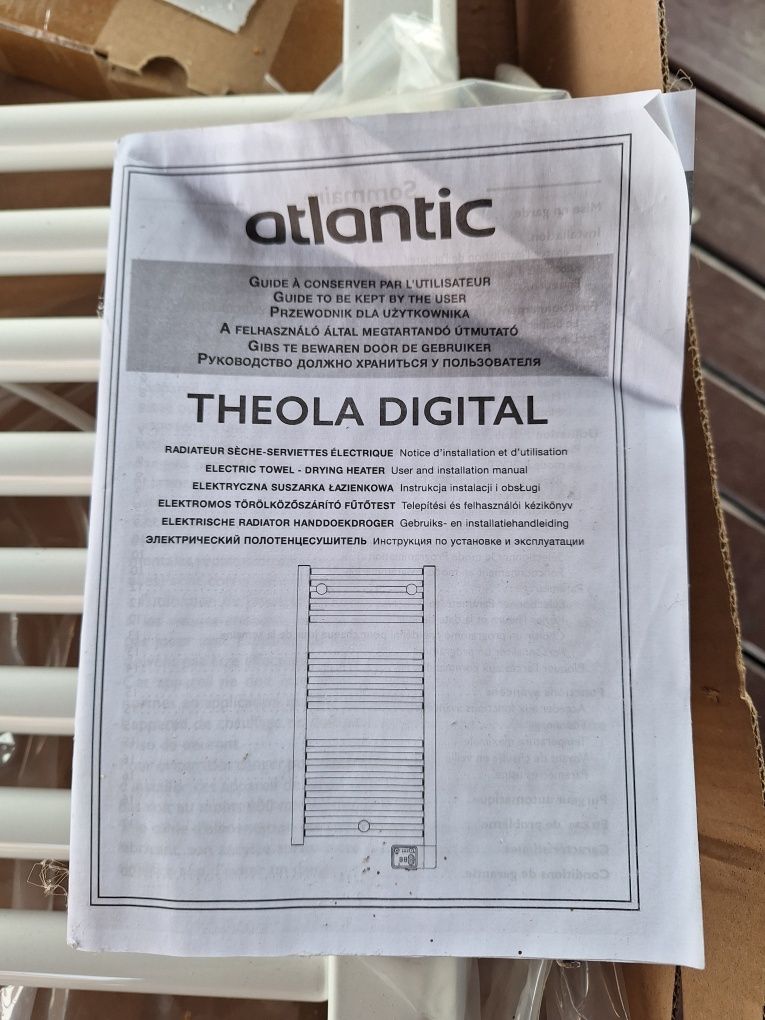 atlantic
GUIDE À CONSERVER PAR L'UTILISATEUR
GUIDE TO BE KEPT BY THE USER
PRZEWODNIK DLA UŻYTKOWNIKA
A FELHASZNÁLÓ ÁLTAL MEGTARTANDÓ ÚTMUTATÓ
GIBS TE BEWAREN DOOR DE GEBRUIKER
РУКОВОДСТВО ДОЛЖНО ХРАНИТЬСЯ У ПОЛЬЗОВАТЕЛЯ
THEOLA DIGITAL
RADIATEUR SÈCHE-SERVIETTES ÉLECTRIQUE Notice d'installation et d'utilisation
ELECTRIC TOWEL - DRYING HEATER User and installation manual
ELEKTRYCZNA SUSZARKA ŁAZIENKOWA Instrukcja instalacji i obsŁugi
ELEKTROMOS TÖRÖLKÖZŐSZÁRÍTÓ FŰTŐTEST Telepítési és felhasználói kézikönyv
ELEKTRISCHE RADIATOR HANDDOEKDROGER Gebruiks- en installatiehandleiding
ЭЛЕКТРИЧЕСКИЙ ПОЛОТЕНЦЕСУШИТЕЛЬ Инструкция по установке и эксплуатации